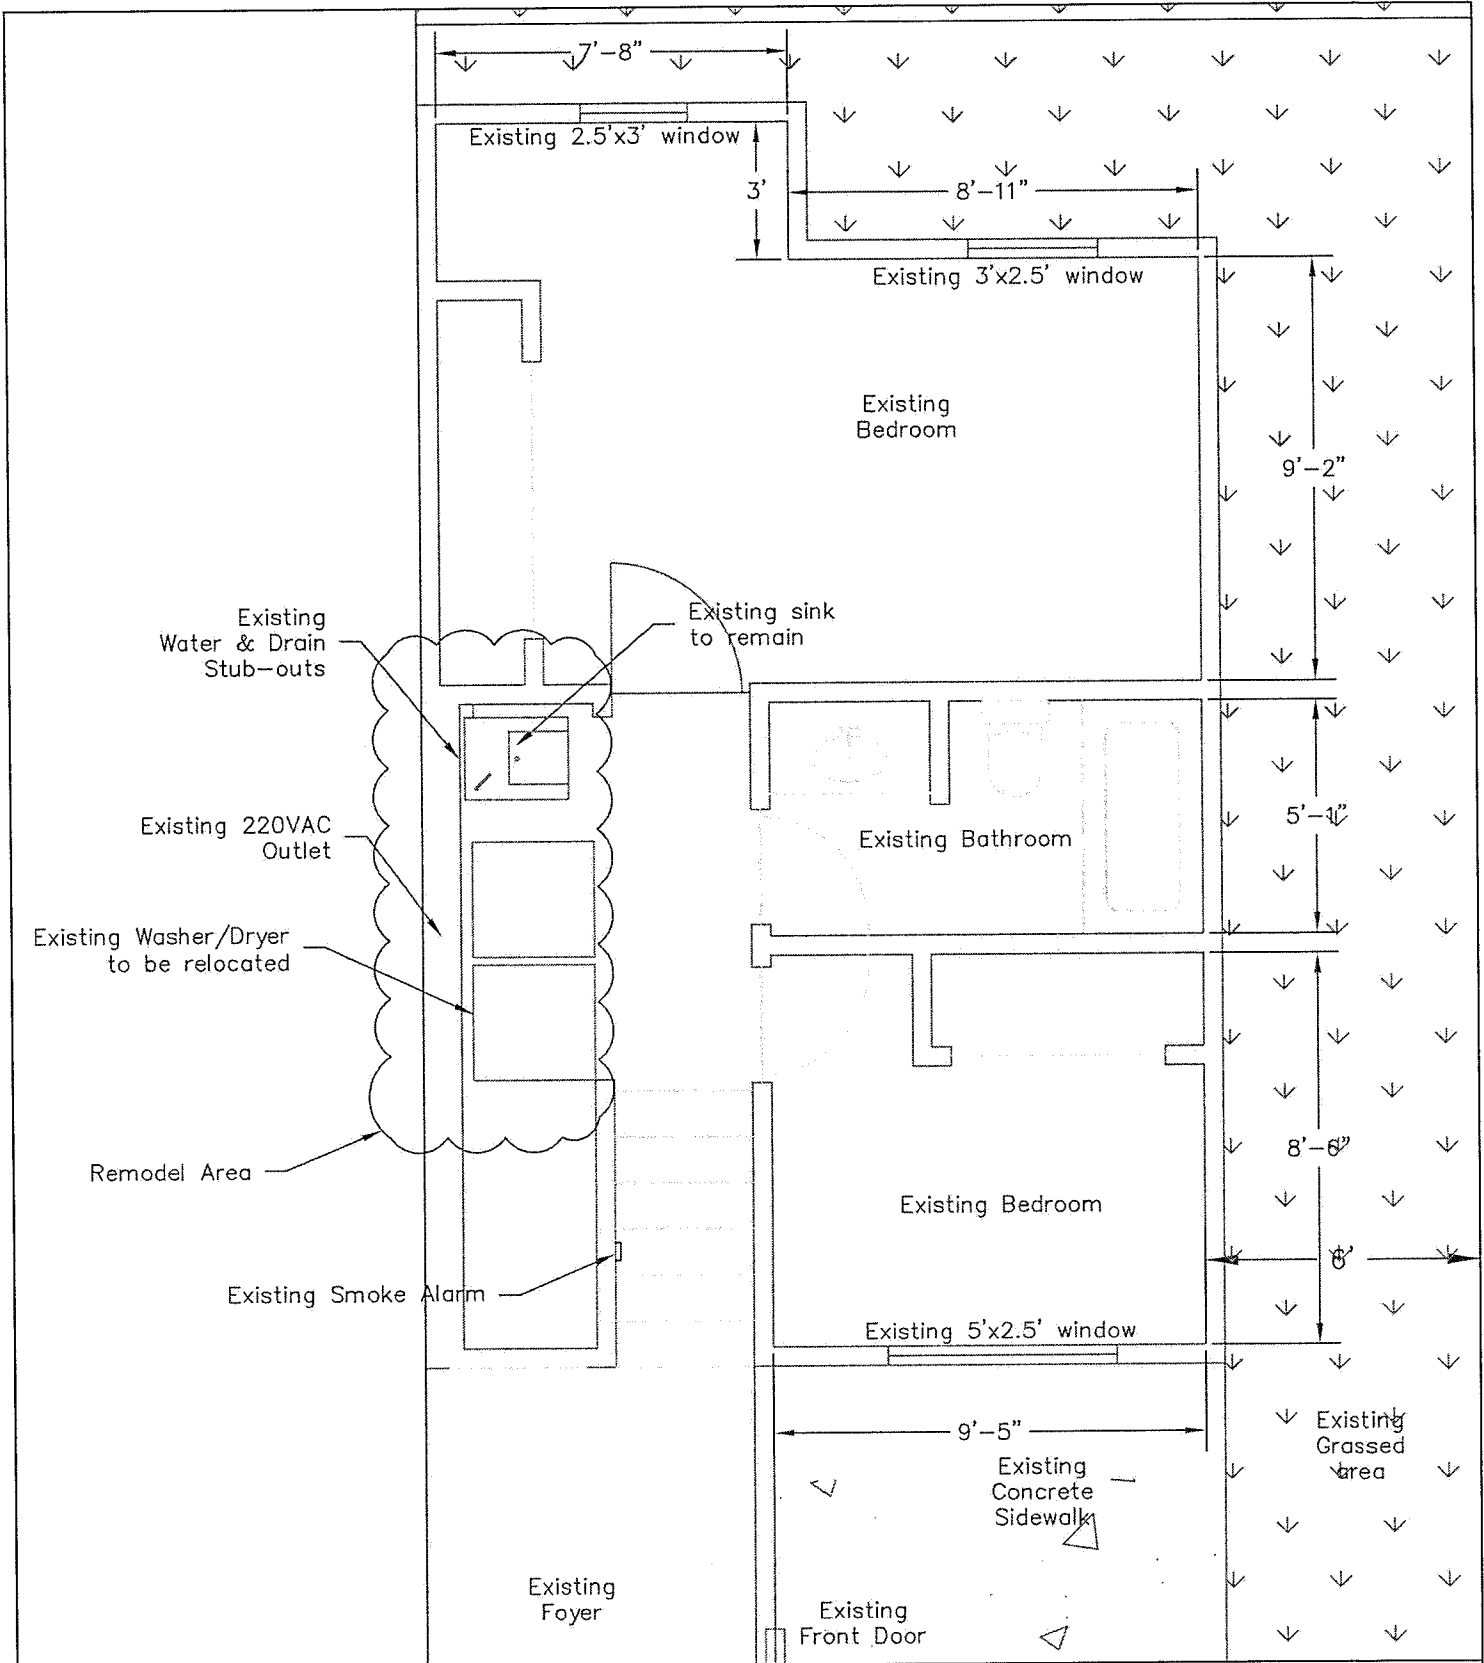 7'-8"
Existing 2.5'x3' window
3'
8'-11"
Existing 3'x2.5' window
Existing
Bedroom
9'-2"
Existing
Water & Drain
Stub-outs
Existing sink
to remain
Existing 220VAC
Outlet
5'-1"
Existing Bathroom
Existing Washer/Dryer
to be relocated
Remodel Area
8'-6"
Existing Bedroom
6'
Existing Smoke Alarm
Existing 5'x2.5' window
9'-5"
Existing
Grassed
area
Existing
Concrete
Sidewalk
Existing
Foyer
Existing
Front Door